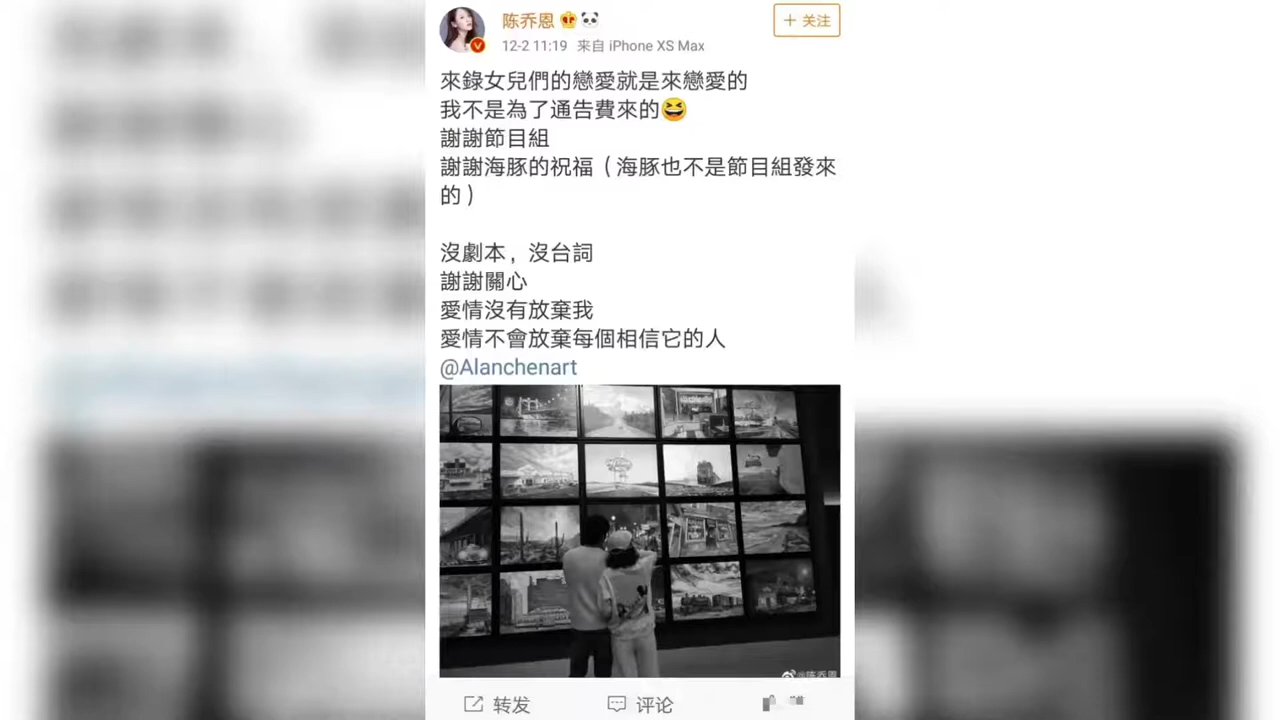 陈乔恩
十 关注
12-2 11:19 来自 iPhone XS Max
來錄女兒們的戀愛就是來戀愛的
我不是為了通告費來的😆
謝謝節目組
謝謝海豚的祝福（海豚也不是節目組發來
的）
沒劇本，沒台詞
謝謝關心
愛情沒有放棄我
愛情不會放棄每個相信它的人
@Alanchenart
@陈乔恩
转发
评论